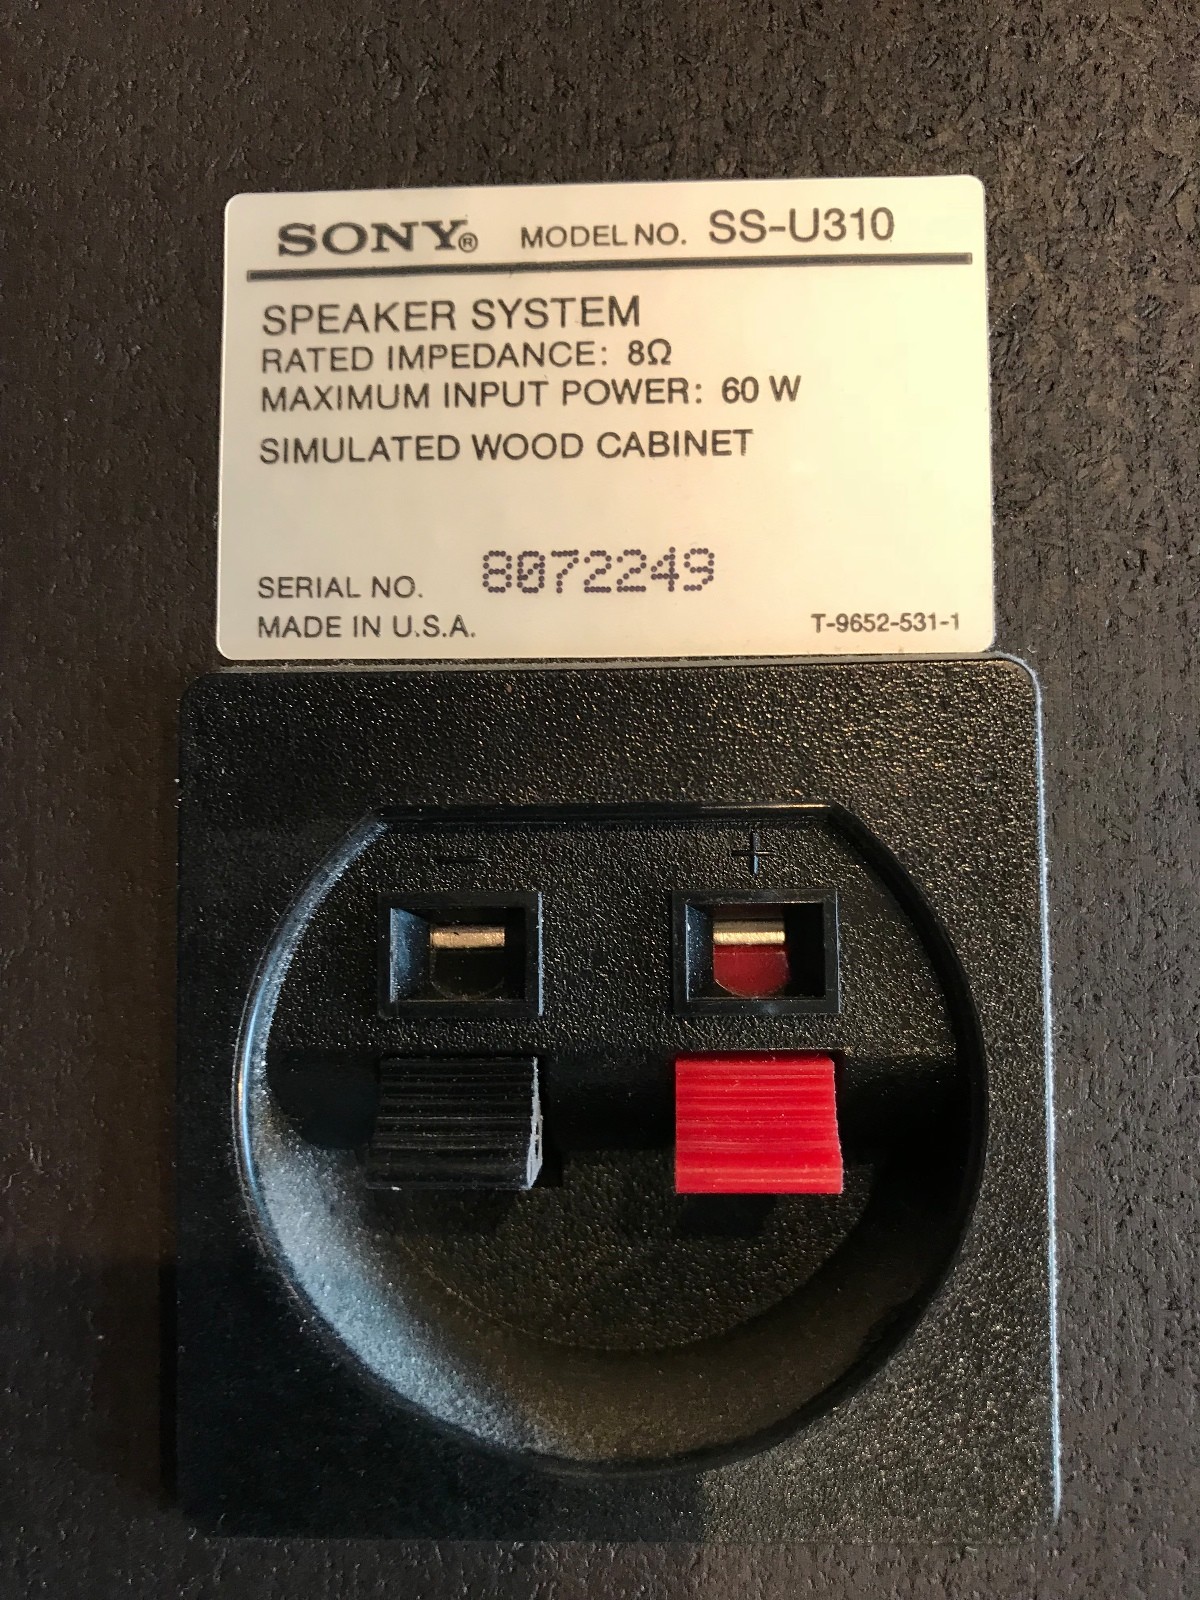 SONY® MODEL NO. SS-U310
SPEAKER SYSTEM
RATED IMPEDANCE: 8Ω
MAXIMUM INPUT POWER: 60 W
SIMULATED WOOD CABINET
SERIAL NO. 8072249
MADE IN U.S.A. T-9652-531-1
− +